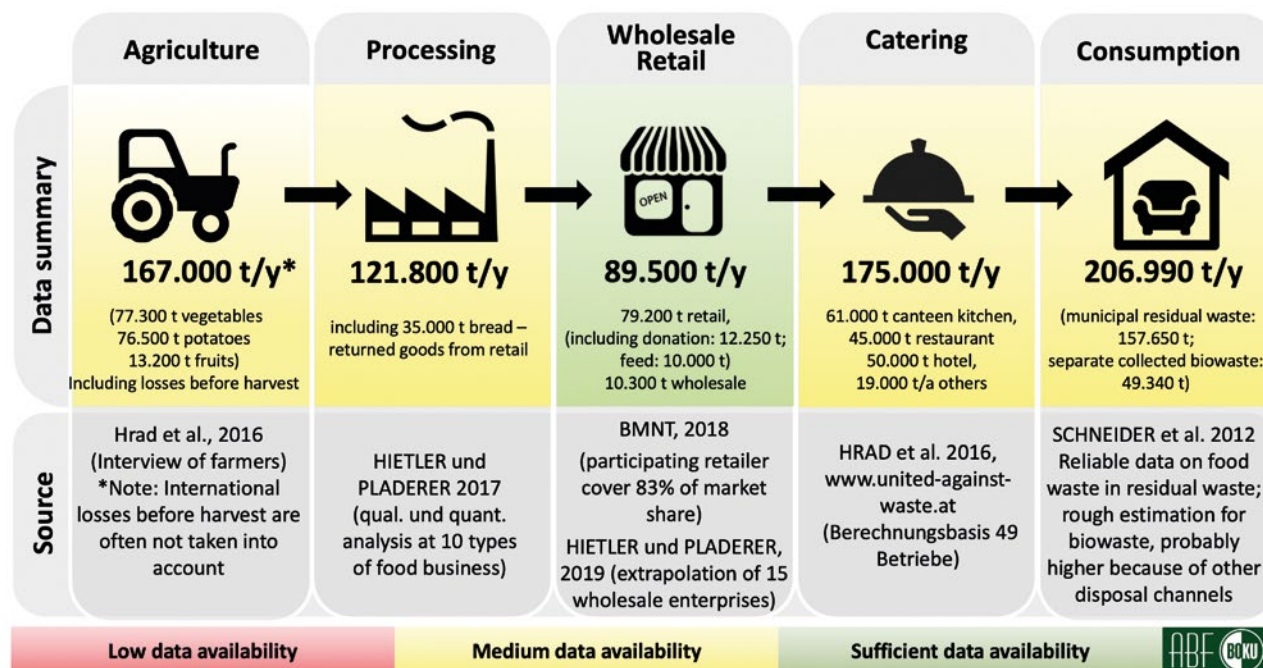 Agriculture
Processing
Wholesale
Retail
Catering
Consumption
Data summary
OPEN
167.000 t/y*
(77.300 t vegetables
76.500 t potatoes
13.200 t fruits)
Including losses before harvest
121.800 t/y
including 35.000 t bread –
returned goods from retail
89.500 t/y
79.200 t retail,
(including donation: 12.250 t;
feed: 10.000 t)
10.300 t wholesale
175.000 t/y
61.000 t canteen kitchen,
45.000 t restaurant
50.000 t hotel,
19.000 t/a others
206.990 t/y
(municipal residual waste:
157.650 t;
separate collected biowaste:
49.340 t)
Source
Hrad et al., 2016
(Interview of farmers)
*Note: International
losses before harvest are
often not taken into
account
HIETLER und
PLADERER 2017
(qual. und quant.
analysis at 10 types
of food business)
BMNT, 2018
(participating retailer
cover 83% of market
share)
HIETLER und PLADERER,
2019 (extrapolation of 15
wholesale enterprises)
HRAD et al. 2016,
www.united-against-
waste.at
(Berechnungsbasis 49
Betriebe)
SCHNEIDER et al. 2012
Reliable data on food
waste in residual waste;
rough estimation for
biowaste, probably
higher because of other
disposal channels
Low data availability
Medium data availability
Sufficient data availability
ABF BOKU